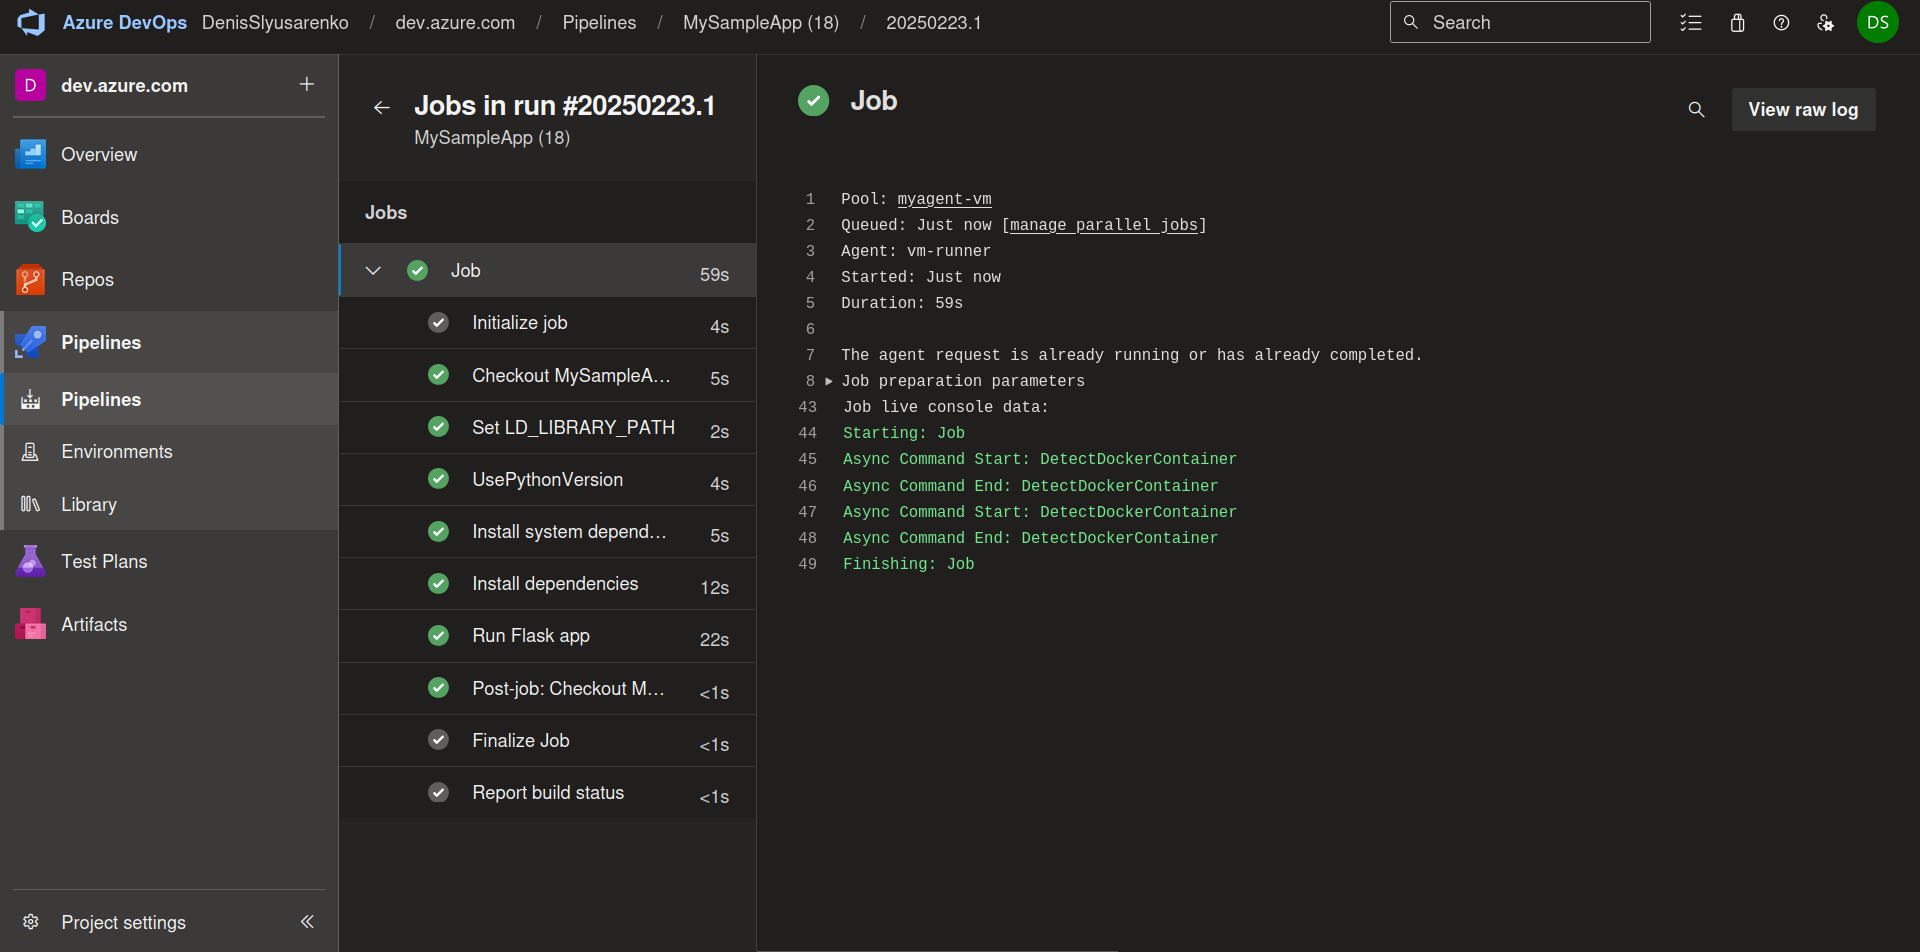 Azure DevOps DenisSlyusarenko / dev.azure.com / Pipelines / MySampleApp (18) / 20250223.1
Search
DS
D dev.azure.com +
Overview
Boards
Repos
Pipelines
Pipelines
Environments
Library
Test Plans
Artifacts
Project settings
Jobs in run #20250223.1
MySampleApp (18)
Jobs
Job 59s
Initialize job 4s
Checkout MySampleA... 5s
Set LD_LIBRARY_PATH 2s
UsePythonVersion 4s
Install system depend... 5s
Install dependencies 12s
Run Flask app 22s
Post-job: Checkout M... <1s
Finalize Job <1s
Report build status <1s
Job
View raw log
1 Pool: myagent-vm
2 Queued: Just now [manage parallel jobs]
3 Agent: vm-runner
4 Started: Just now
5 Duration: 59s
6
7 The agent request is already running or has already completed.
8 Job preparation parameters
43 Job live console data:
44 Starting: Job
45 Async Command Start: DetectDockerContainer
46 Async Command End: DetectDockerContainer
47 Async Command Start: DetectDockerContainer
48 Async Command End: DetectDockerContainer
49 Finishing: Job